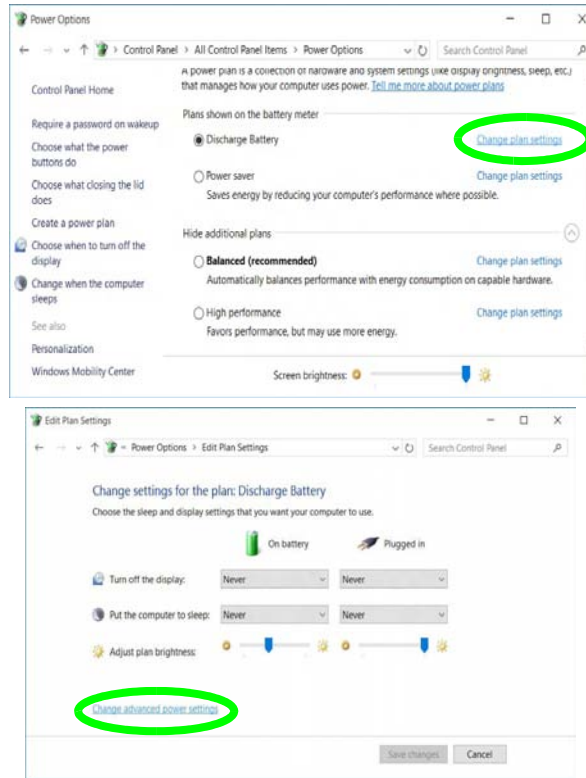 Power Options
Control Panel > All Control Panel Items > Power Options
Search Control Panel
A power plan is a collection of hardware and system settings (like display brightness, sleep, etc.)
Control Panel Home
that manages how your computer uses power. Tell me more about power plans
Require a password on wakeup
Choose what the power
buttons do
Choose what closing the lid
does
Create a power plan
Choose when to turn off the
display
Change when the computer
sleeps
See also
Personalization
Windows Mobility Center
Plans shown on the battery meter
Discharge Battery
Change plan settings
Power saver
Change plan settings
Saves energy by reducing your computer's performance where possible.
Hide additional plans
Balanced (recommended)
Change plan settings
Automatically balances performance with energy consumption on capable hardware.
High performance
Change plan settings
Favors performance, but may use more energy.
Screen brightness:
Edit Plan Settings
Power Options > Edit Plan Settings
Search Control Panel
Change settings for the plan: Discharge Battery
Choose the sleep and display settings that you want your computer to use.
On battery
Plugged in
Turn off the display:
Never
Never
Put the computer to sleep:
Never
Never
Adjust plan brightness:
Change advanced power settings
Save changes
Cancel